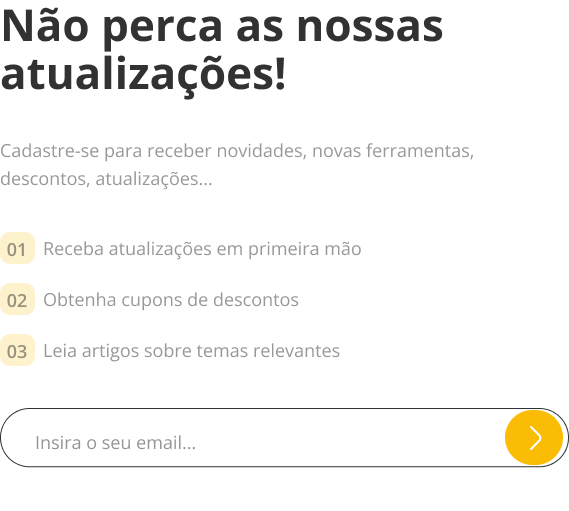 Não perca as nossas
atualizações!
Cadastre-se para receber novidades, novas ferramentas,
descontos, atualizações...
01 Receba atualizações em primeira mão
02 Obtenha cupons de descontos
03 Leia artigos sobre temas relevantes
Insira o seu email...